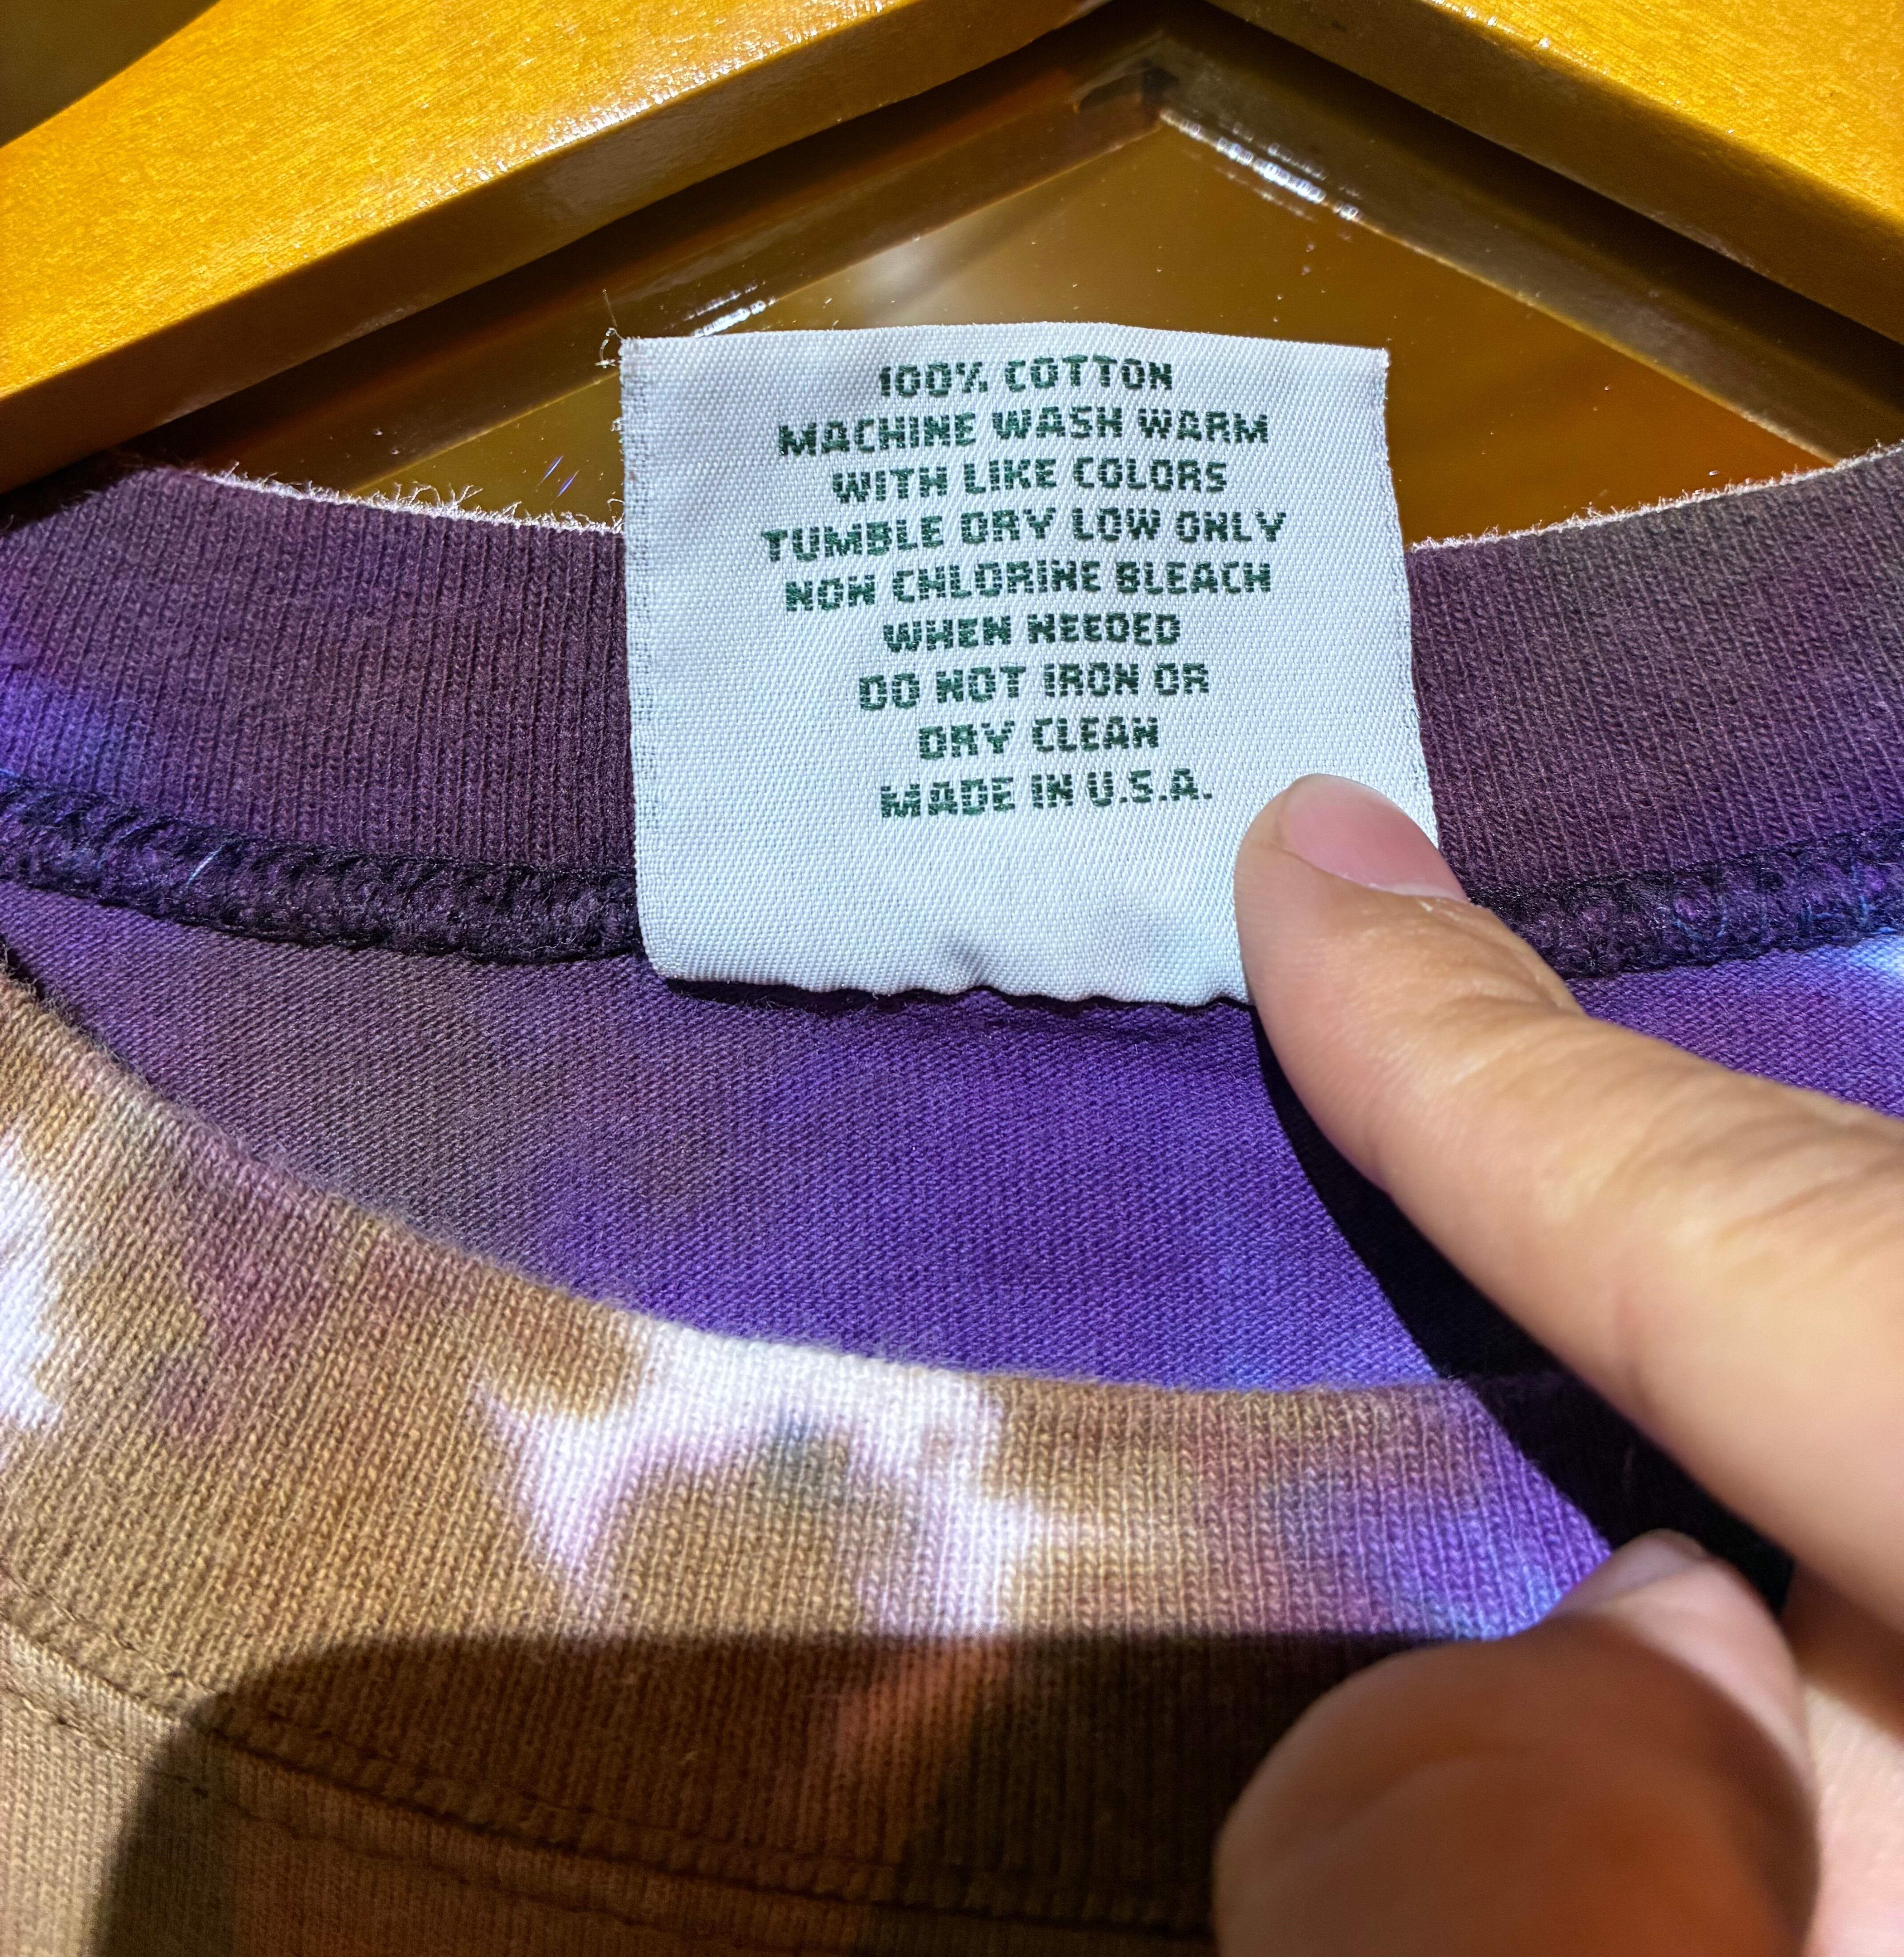 100% COTTON
MACHINE WASH WARM
WITH LIKE COLORS
TUMBLE DRY LOW ONLY
NON CHLORINE BLEACH
WHEN NEEDED
DO NOT IRON OR
DRY CLEAN
MADE IN U.S.A.